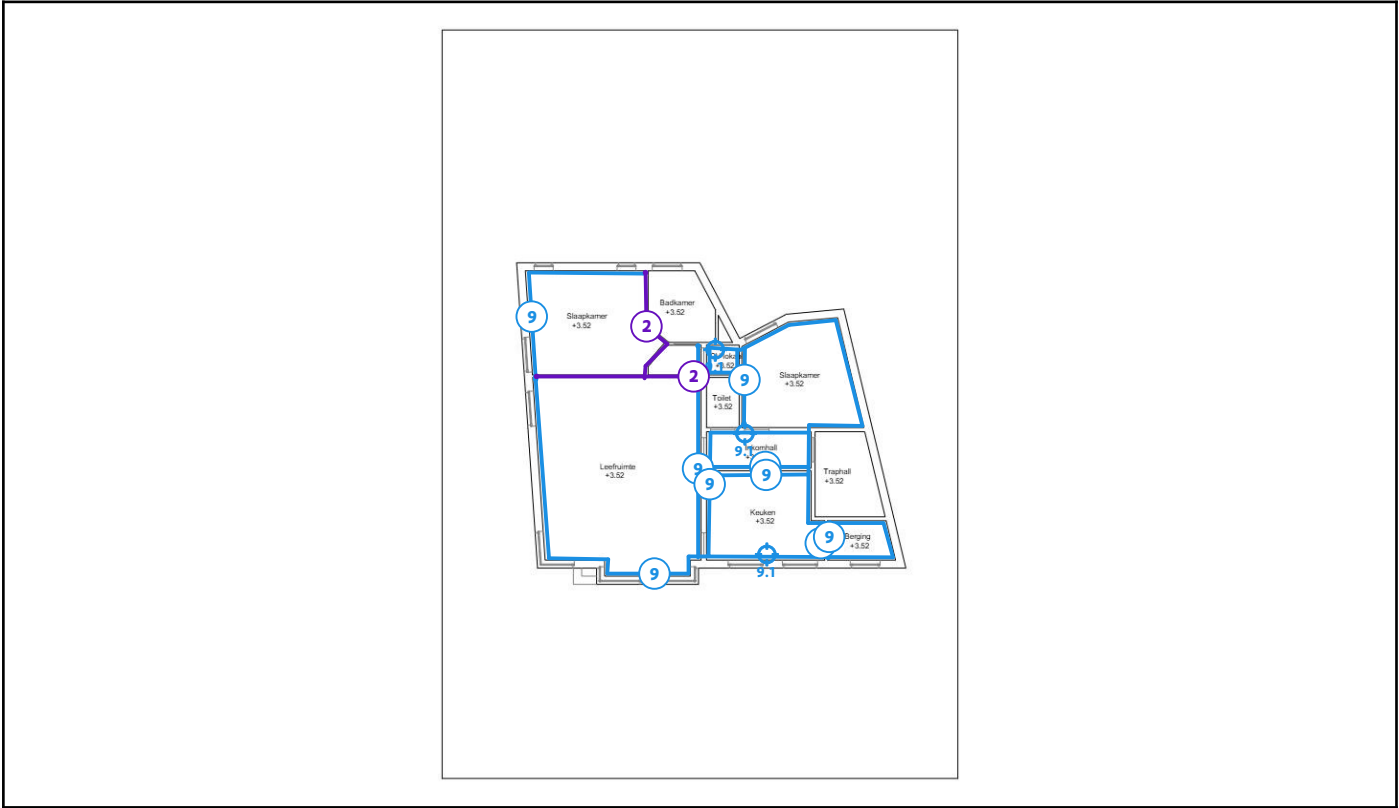 Badkamer
+3.52
Slaapkamer
+3.52
9
2
+3.52
2
9
Slaapkamer
+3.52
Toilet
+3.52
9.1
Leefruimte
+3.52
9
9
9
Traphall
+3.52
Keuken
+3.52
9
Berging
+3.52
9
9.1